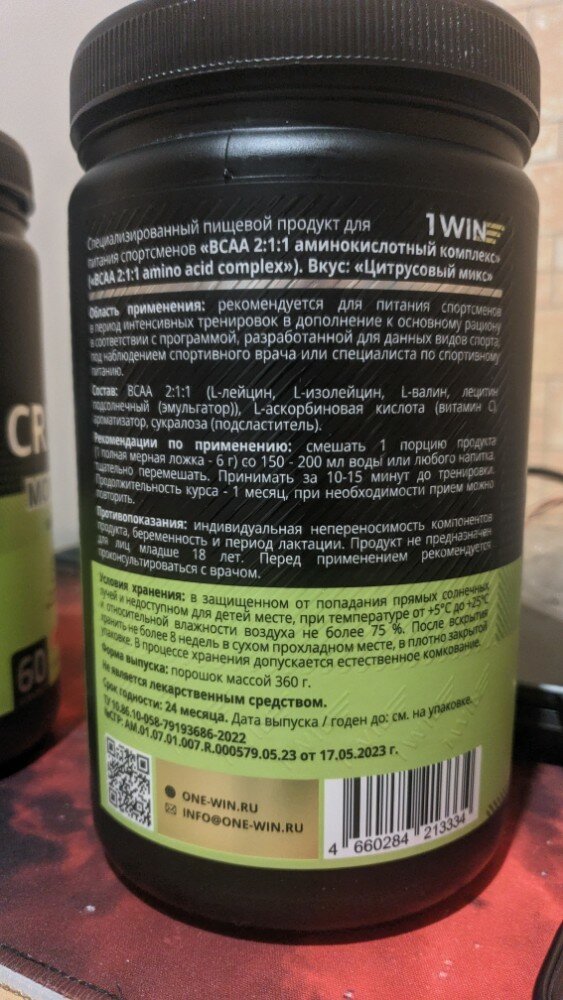 Специализированный пищевой продукт для
питания спортсменов «BCAA 2:1:1 аминокислотный комплекс»
(«BCAA 2:1:1 amino acid complex»). Вкус: «Цитрусовый микс»
1WIN
Область применения: рекомендуется для питания спортсменов
в период интенсивных тренировок в дополнение к основному рациону
в соответствии с программой, разработанной для данных видов спорта,
под наблюдением спортивного врача или специалиста по спортивному
питанию.
Состав: BCAA 2:1:1 (L-лейцин, L-изолейцин, L-валин, лецитин
подсолнечный (эмульгатор)), L-аскорбиновая кислота (витамин C),
ароматизатор, сукралоза (подсластитель).
Рекомендации по применению: смешать 1 порцию продукта
(1 полная мерная ложка - 6 г) со 150 - 200 мл воды или любого напитка,
тщательно перемешать. Принимать за 10-15 минут до тренировки.
Продолжительность курса - 1 месяц, при необходимости прием можно
повторить.
Противопоказания: индивидуальная непереносимость компонентов
продукта, беременность и период лактации. Продукт не предназначен
для лиц младше 18 лет. Перед применением рекомендуется
проконсультироваться с врачом.
Условия хранения: в защищенном от попадания прямых солнечных
лучей и недоступном для детей месте, при температуре от +5°C до +25°C
и относительной влажности воздуха не более 75 %. После вскрытия
хранить не более 8 недель в сухом прохладном месте, в плотно закрытой
упаковке. В процессе хранения допускается естественное комкование.
Форма выпуска: порошок массой 360 г.
Не является лекарственным средством.
Срок годности: 24 месяца. Дата выпуска / годен до: см. на упаковке.
ТУ 10.86.10-058-79193686-2022
№СГР: AM.01.07.01.007.R.000579.05.23 от 17.05.2023 г.
ONE-WIN.RU
INFO@ONE-WIN.RU
4 660284 213334
CR
MO
60